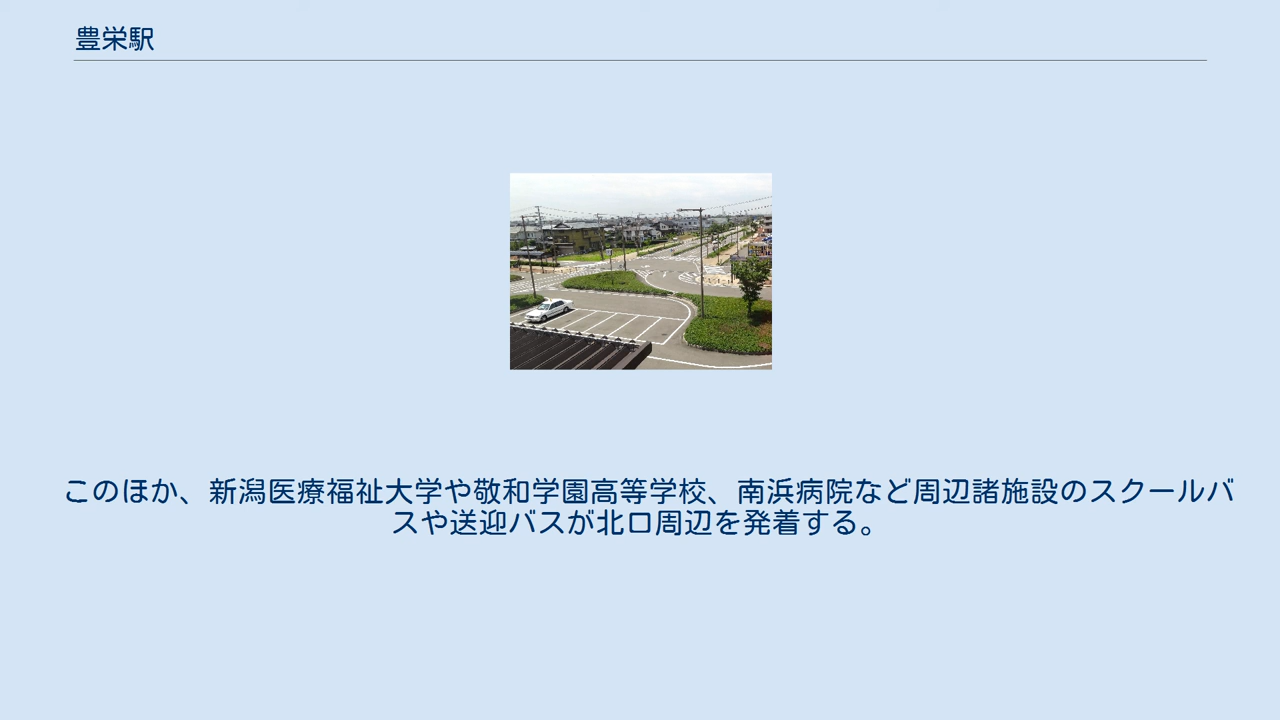 豊栄駅
このほか、新潟医療福祉大学や敬和学園高等学校、南浜病院など周辺諸施設のスクールバ
スや送迎バスが北口周辺を発着する。